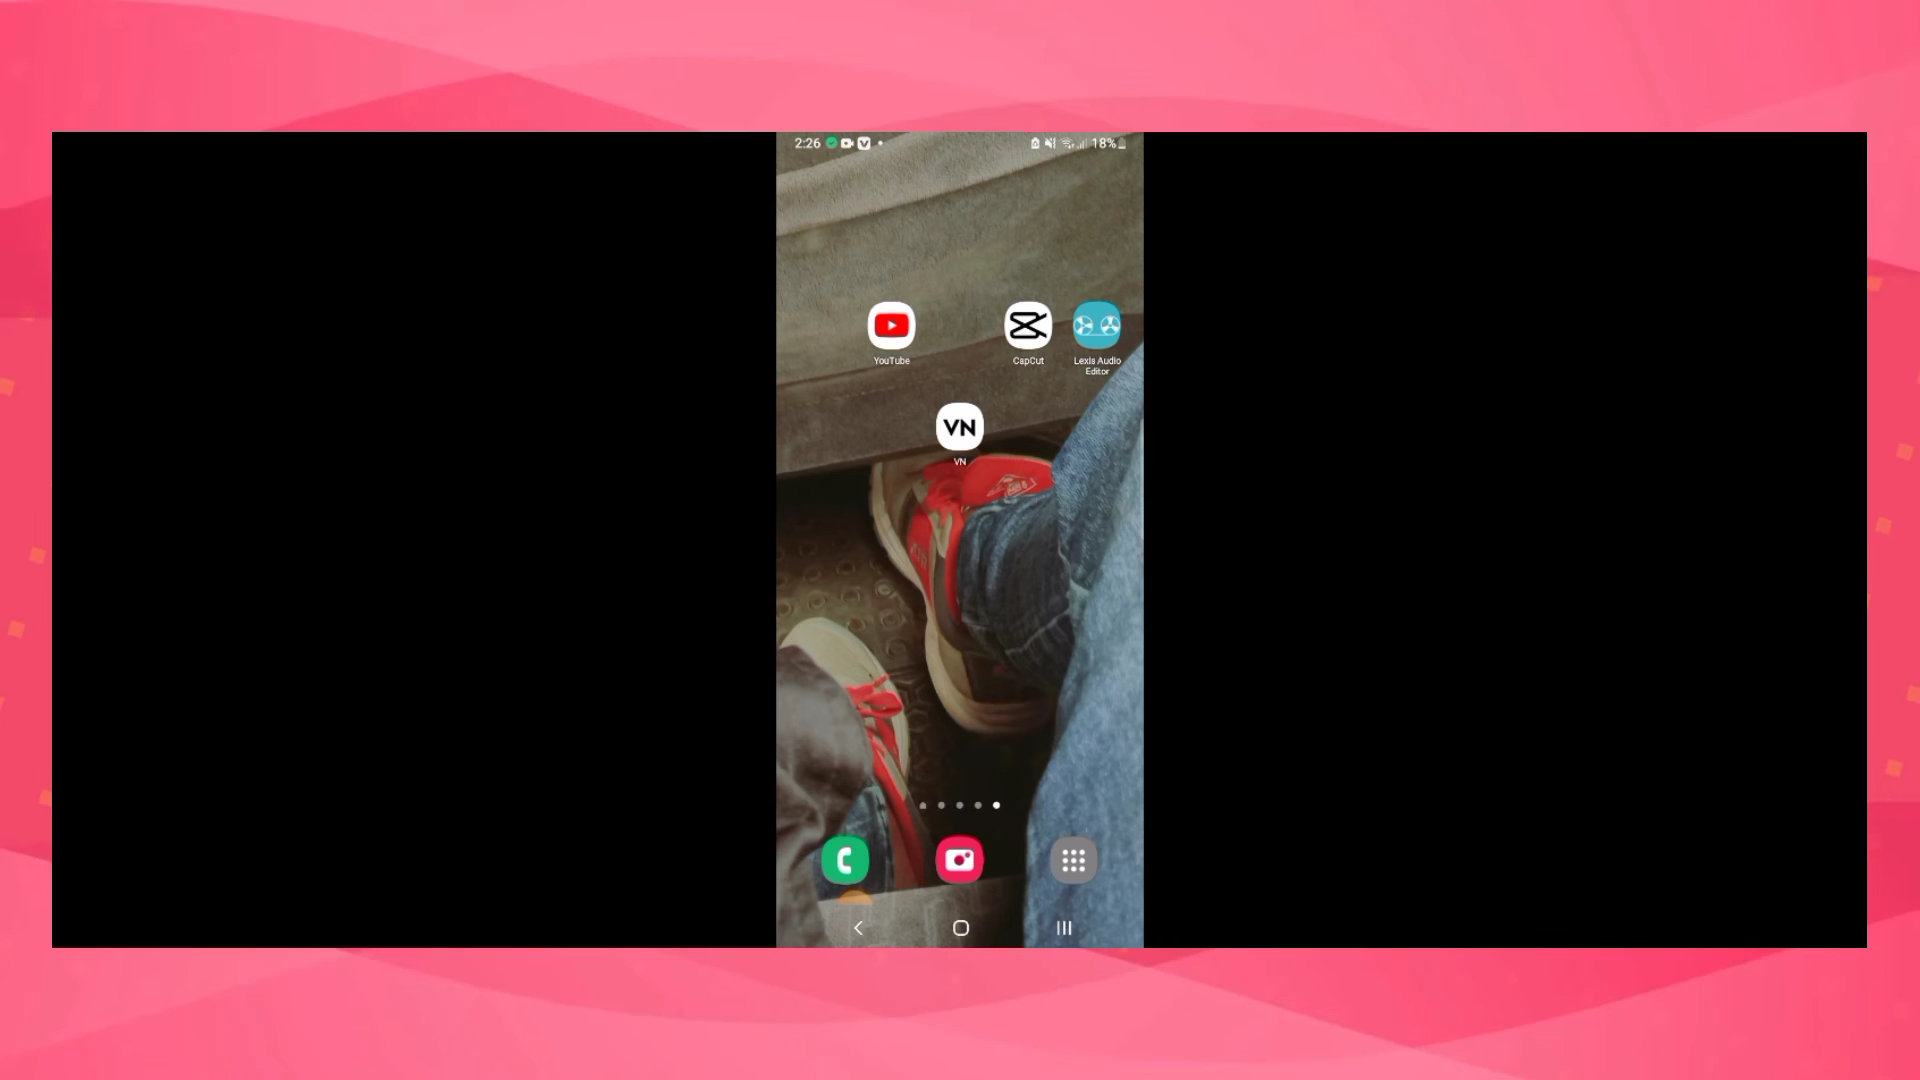 2:26
18%
YouTube
CapCut
Lexis Audio
Editor
VN
VN